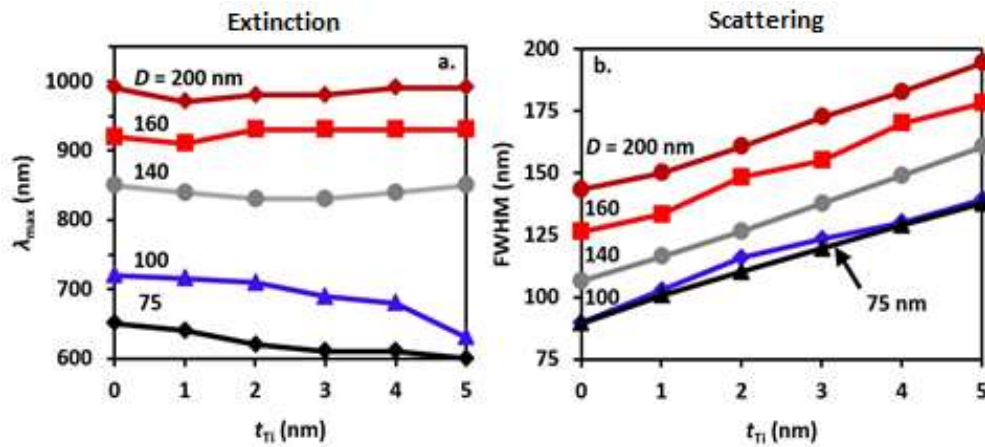 Extinction
a.
1000
900
800
700
600
D = 200 nm
160
140
100
75
0 1 2 3 4 5
λmax (nm)
tTi (nm)
Scattering
b.
200
175
150
125
100
75
D = 200 nm
160
140
100
75 nm
0 1 2 3 4 5
FWHM (nm)
tTi (nm)